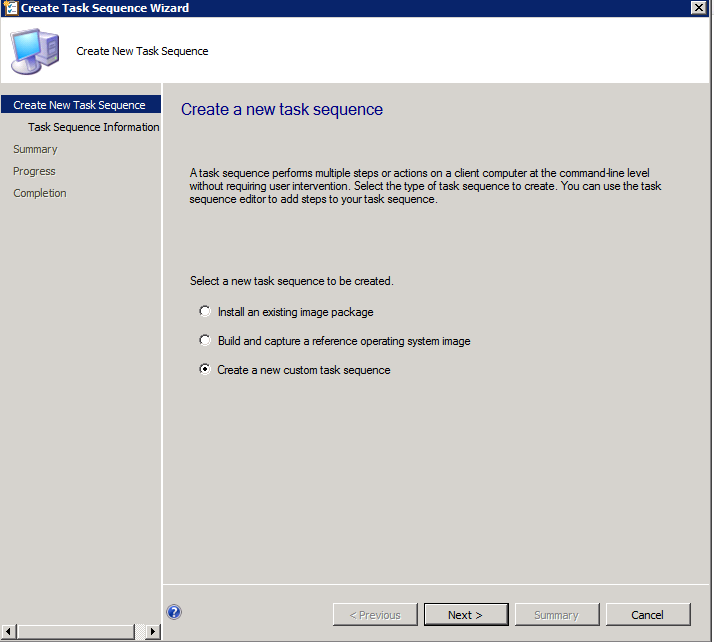 Create Task Sequence Wizard
Create New Task Sequence
Create New Task Sequence
Task Sequence Information
Summary
Progress
Completion
Create a new task sequence
A task sequence performs multiple steps or actions on a client computer at the command-line level
without requiring user intervention. Select the type of task sequence to create. You can use the task
sequence editor to add steps to your task sequence.
Select a new task sequence to be created.
Install an existing image package
Build and capture a reference operating system image
Create a new custom task sequence
< Previous
Next >
Summary
Cancel